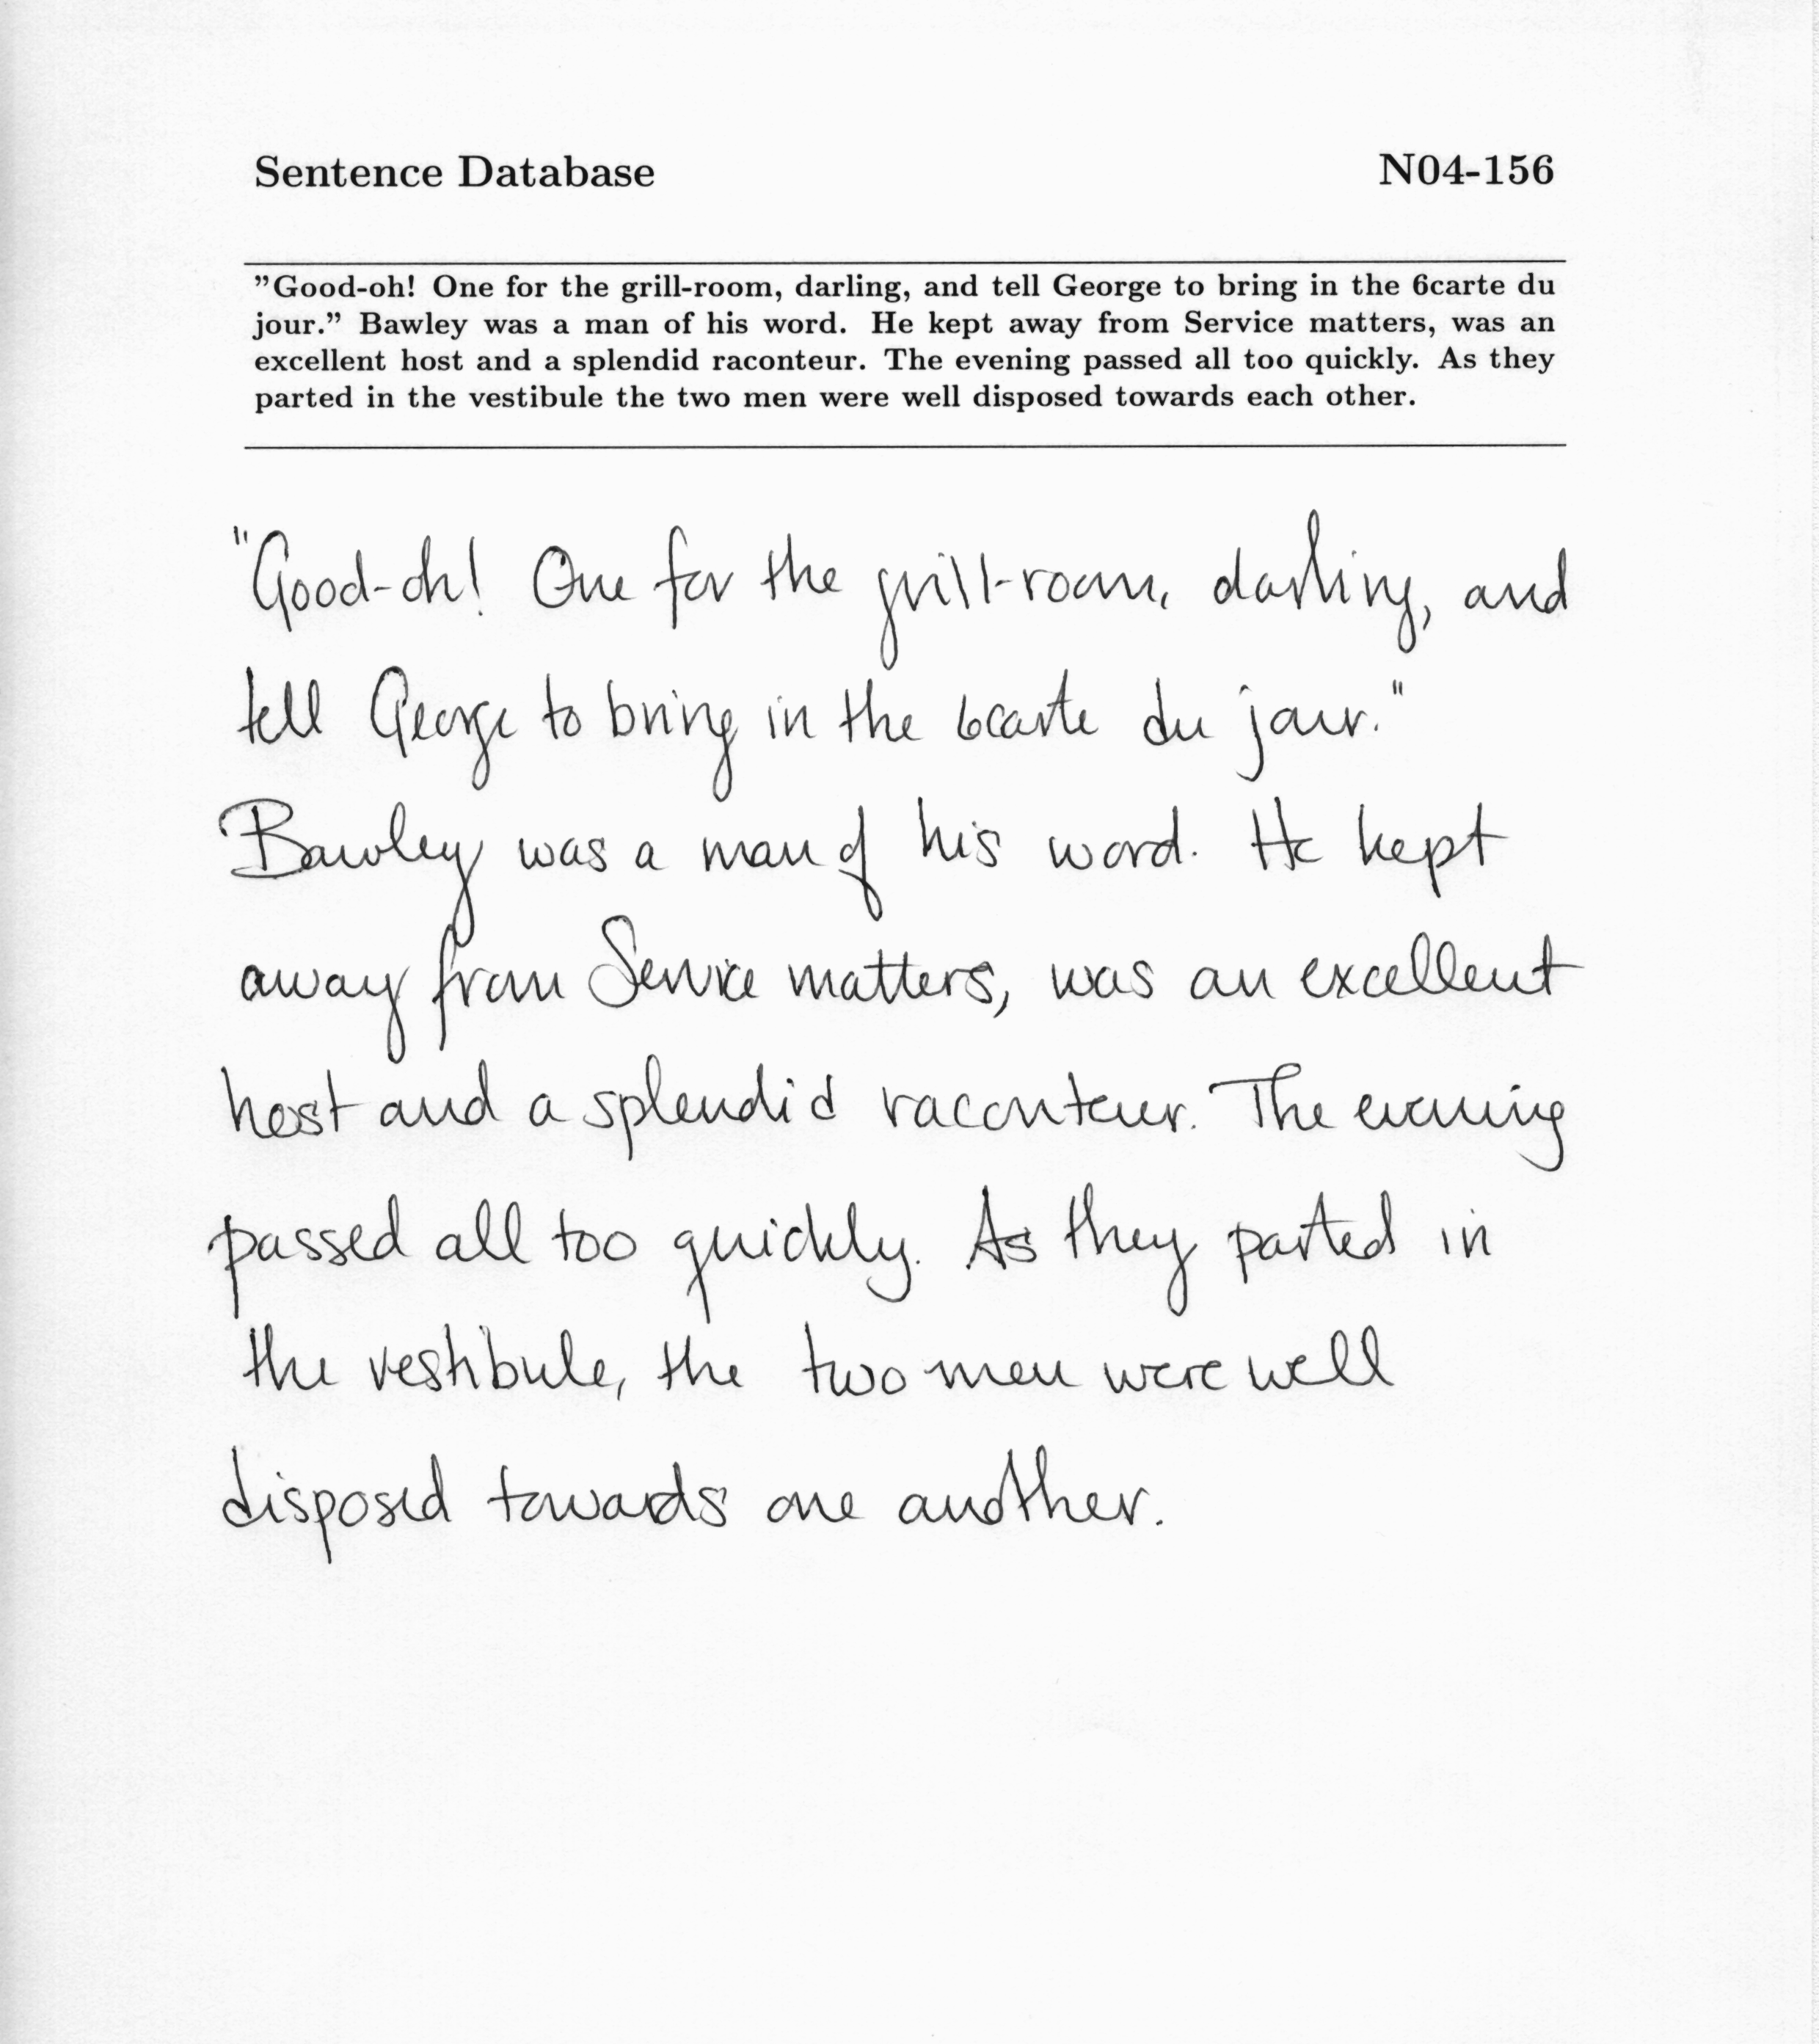 Sentence Database N04-156
"Good-oh! One for the grill-room, darling, and tell George to bring in the 6carte du
jour." Bawley was a man of his word. He kept away from Service matters, was an
excellent host and a splendid raconteur. The evening passed all too quickly. As they
parted in the vestibule the two men were well disposed towards each other.
"Good-oh! One for the grill-room, darling, and
tell George to bring in the 6carte du jour."
Bawley was a man of his word. He kept
away from Service matters, was an excellent
host and a splendid raconteur. The evening
passed all too quickly. As they parted in
the vestibule, the two men were well
disposed towards one another.